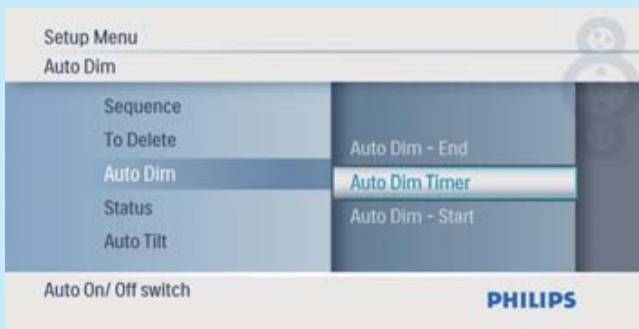 Setup Menu
Auto Dim
Sequence
To Delete
Auto Dim
Status
Auto Tilt
Auto Dim - End
Auto Dim Timer
Auto Dim - Start
Auto On/ Off switch
PHILIPS